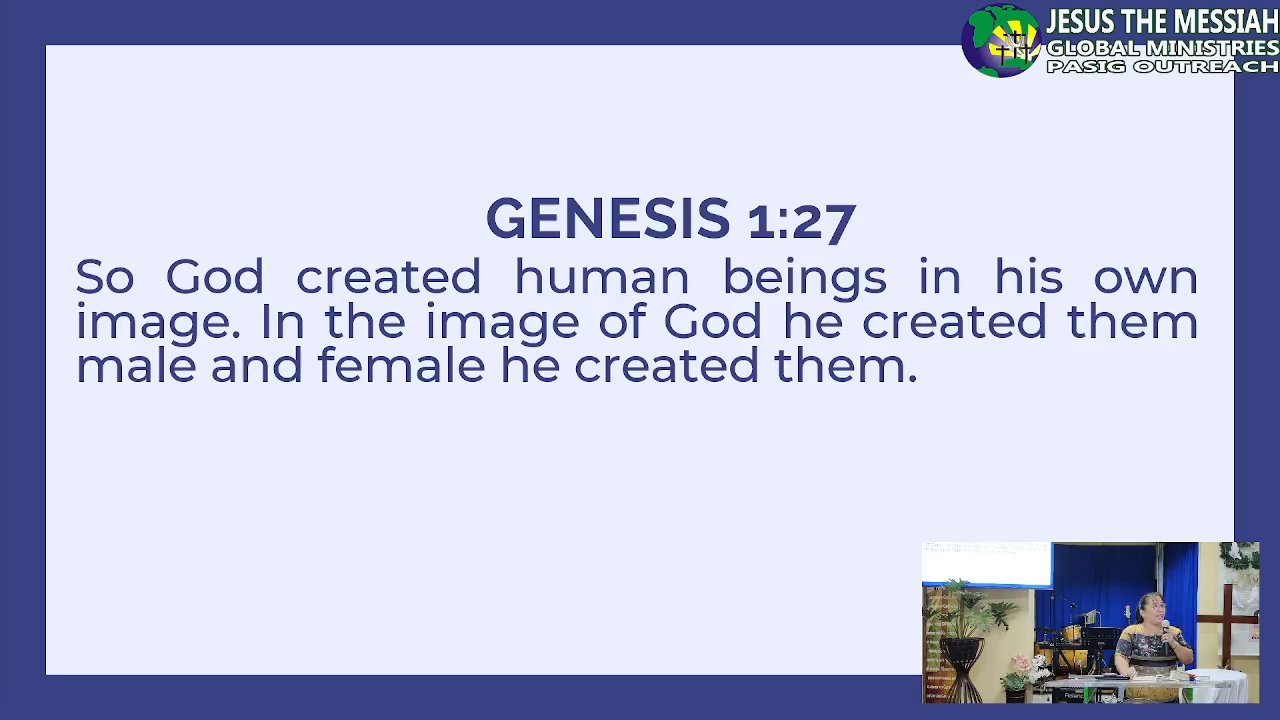 JESUS THE MESSIAH
GLOBAL MINISTRIES
PASIG OUTREACH
GENESIS 1:27
So God created human beings in his own
image. In the image of God he created them
male and female he created them.
Roland